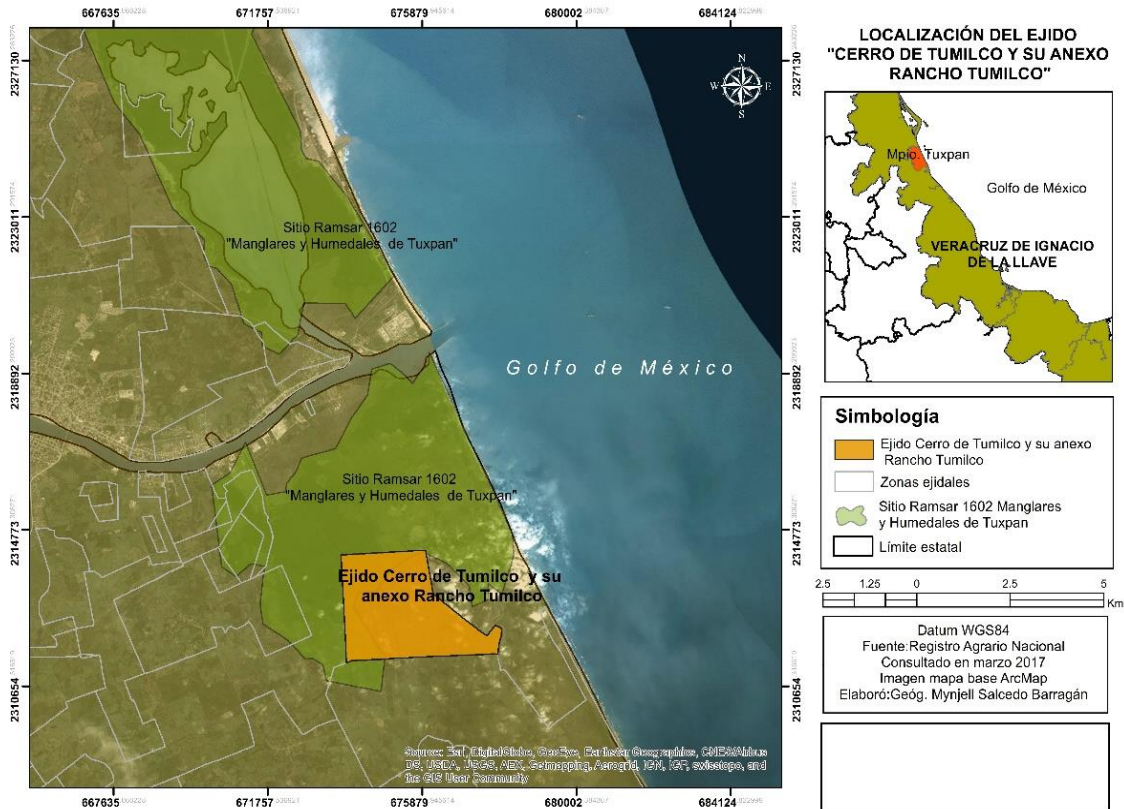 667635
671757
675879
680002
684124
2327130
2323011
2318892
2314773
2310654
Sitio Ramsar 1602
"Manglares y Humedales de Tuxpan"
Golfo de México
Sitio Ramsar 1602
"Manglares y Humedales de Tuxpan"
Ejido Cerro de Tumilco y su
anexo Rancho Tumilco
N
W
E
S
Sources: Esri, DigitalGlobe, GeoEye, Earthstar Geographics, CNES/Airbus
DS, USDA, USGS, AEX, Getmapping, Aerogrid, IGN, IGP, swisstopo, and
the GIS User Community
2327130
2323011
2318892
2314773
2310654
667635
671757
675879
680002
684124
LOCALIZACIÓN DEL EJIDO
"CERRO DE TUMILCO Y SU ANEXO
RANCHO TUMILCO"
Mpio. Tuxpan
Golfo de México
VERACRUZ DE IGNACIO
DE LA LLAVE
Simbología
Ejido Cerro de Tumilco y su anexo
Rancho Tumilco
Zonas ejidales
Sitio Ramsar 1602 Manglares
y Humedales de Tuxpan
Límite estatal
2.5 1.25 0 2.5 5
Km
Datum WGS84
Fuente:Registro Agrario Nacional
Consultado en marzo 2017
Imagen mapa base ArcMap
Elaboró:Geóg. Mynjell Salcedo Barragán